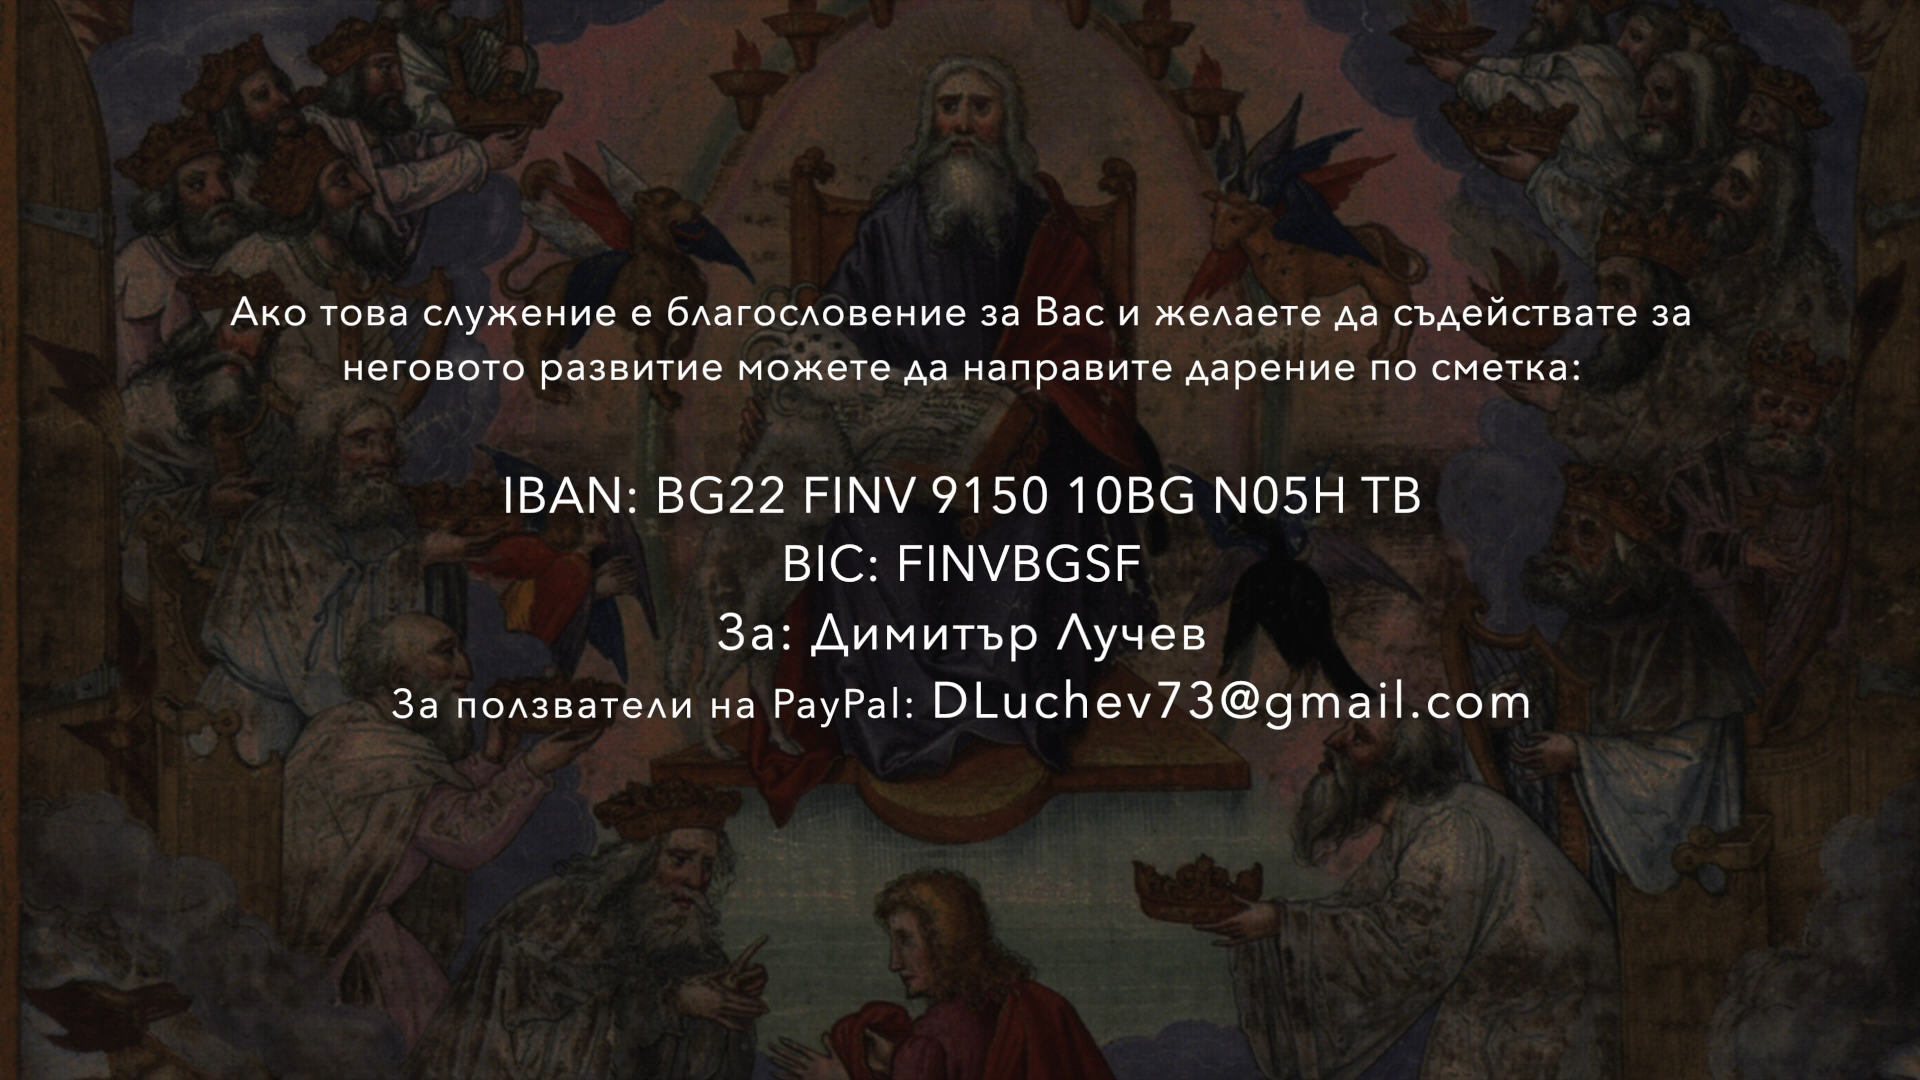 Ако това служение е благословение за Вас и желаете да съдействате за
неговото развитие можете да направите дарение по сметка:
IBAN: BG22 FINV 9150 10BG N05H TB
BIC: FINVBGSF
За: Димитър Лучев
За ползватели на PayPal: DLuchev73@gmail.com